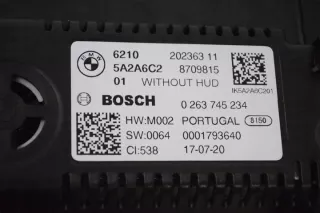 6210 202363 11
5A2A6C2 8709815
01 WITHOUT HUD
IK5A2A6C201
BOSCH 0 263 745 234
HW:M002 PORTUGAL 5150
SW:0064 0001793640
CI:538 17-07-20